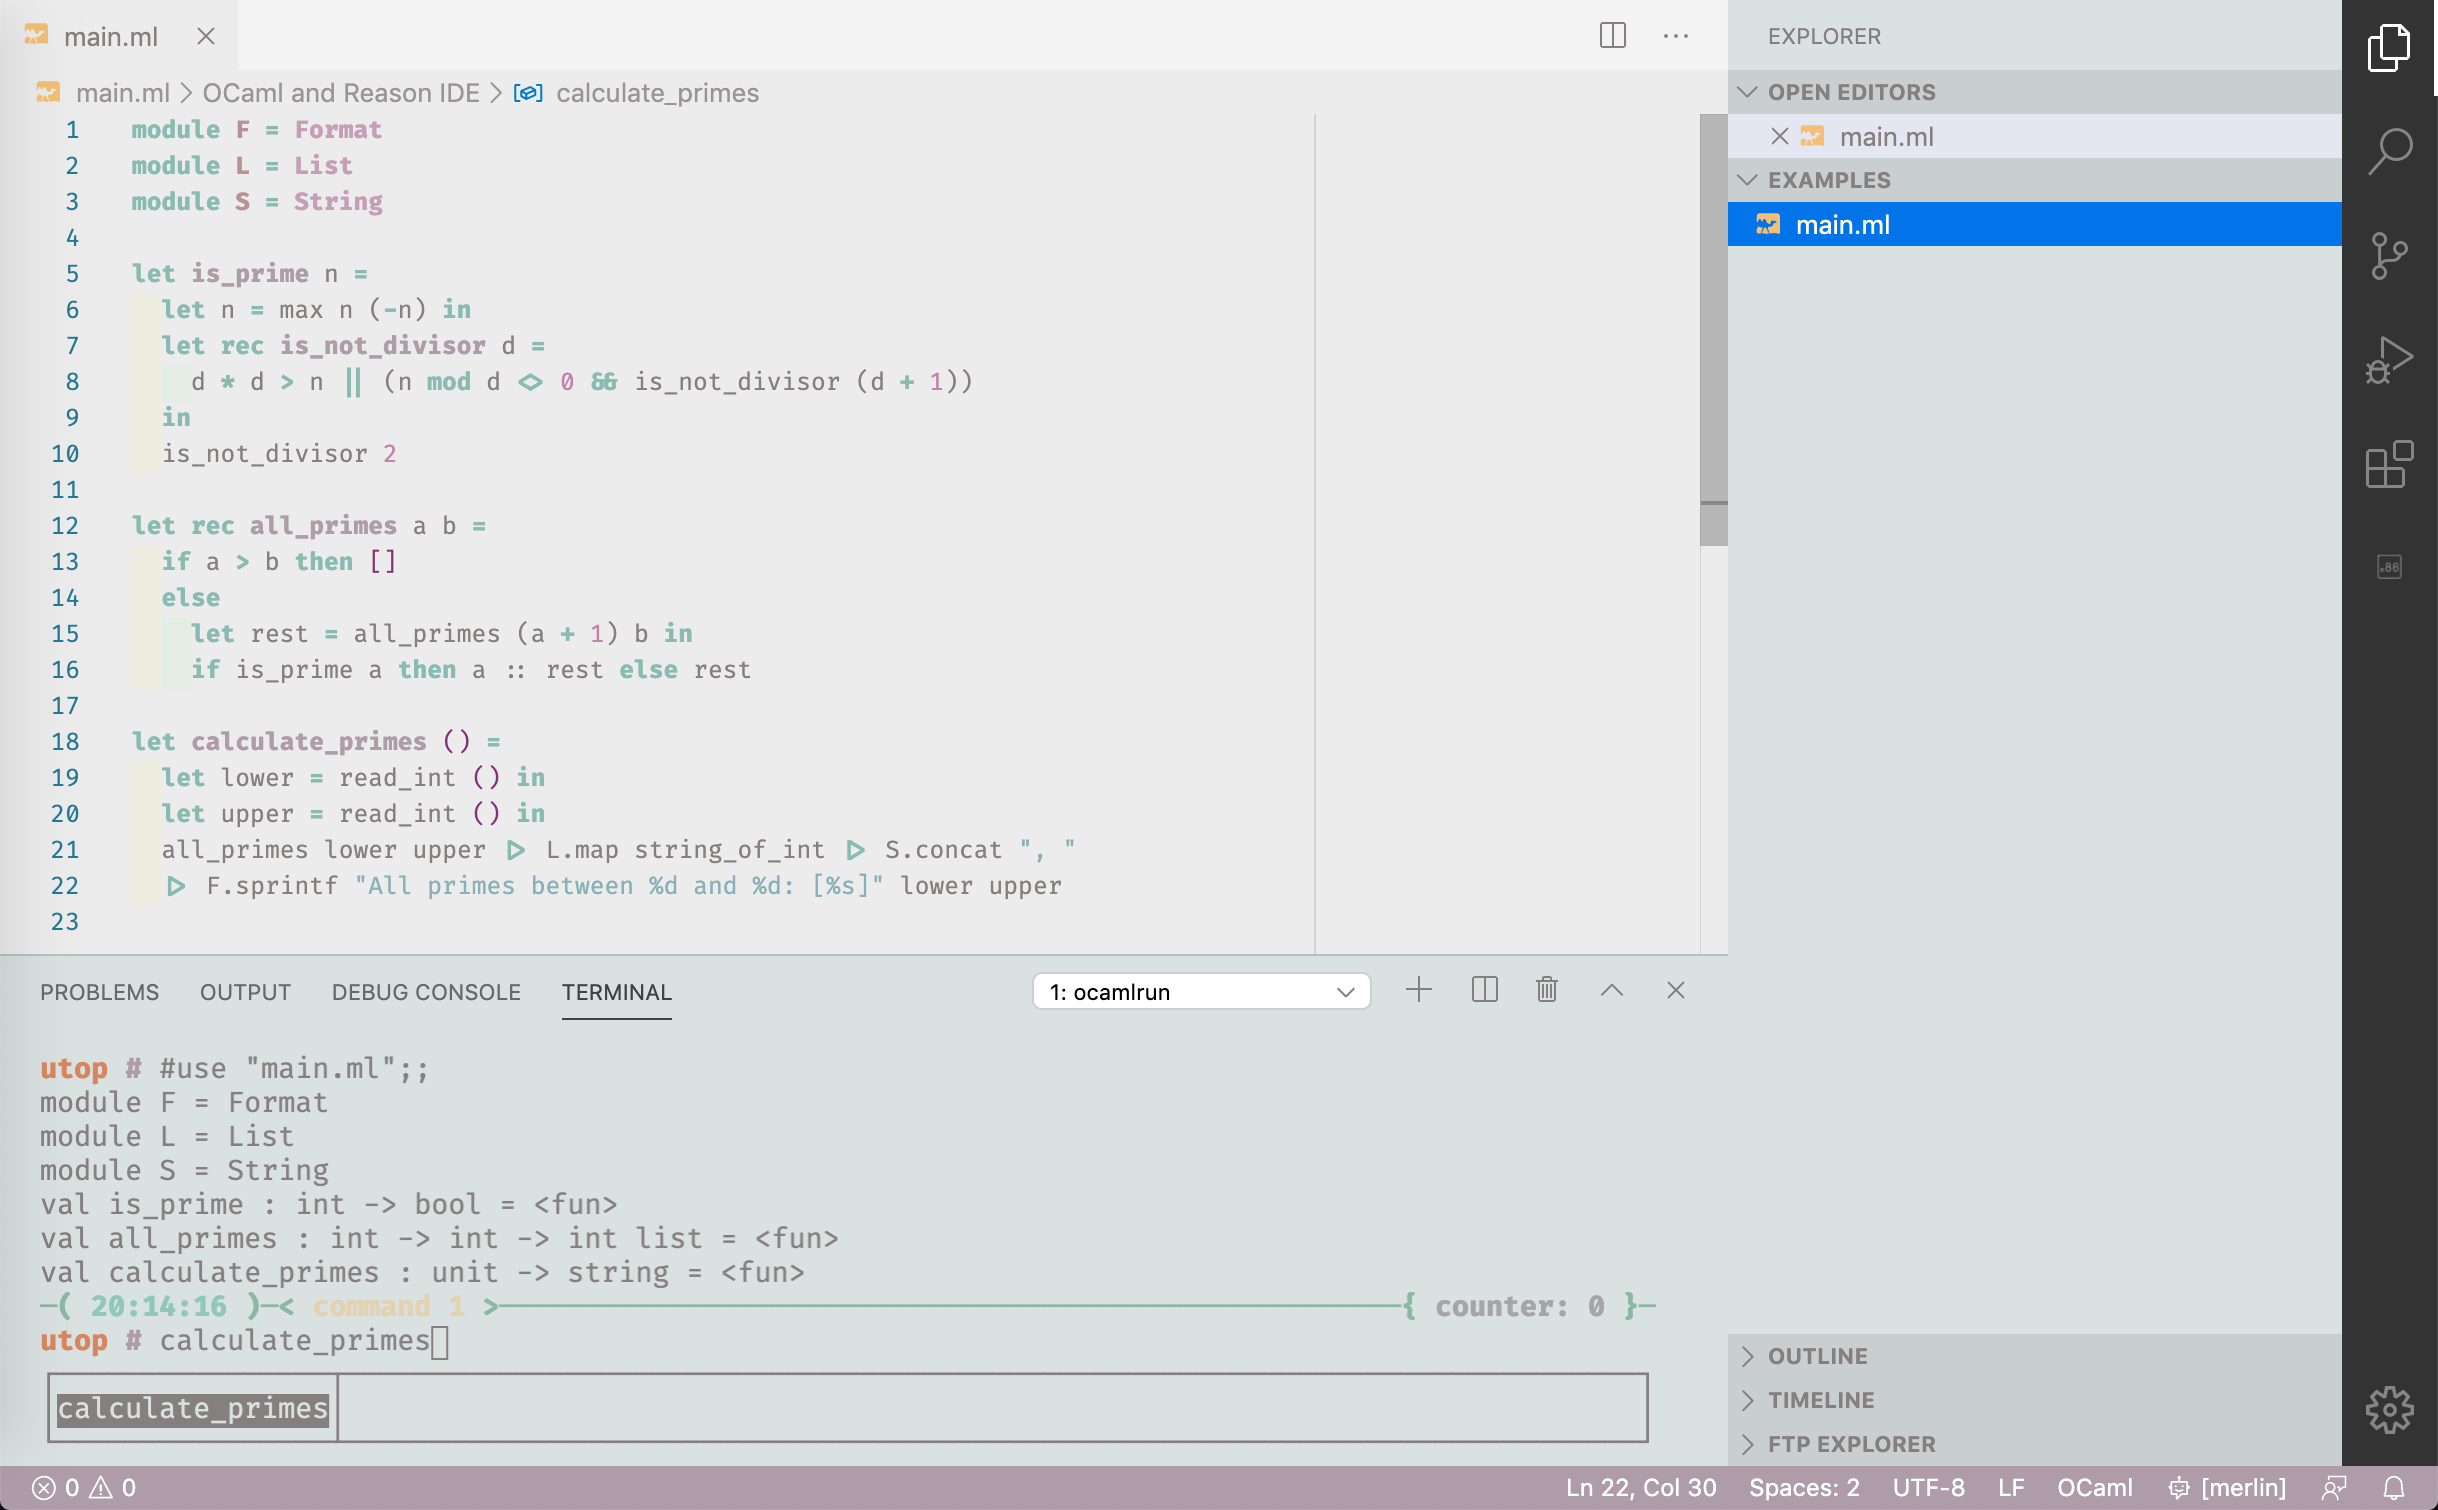 main.ml
main.ml > OCaml and Reason IDE > calculate_primes
1 module F = Format
2 module L = List
3 module S = String
4
5 let is_prime n =
6 let n = max n (-n) in
7 let rec is_not_divisor d =
8 d * d > n || (n mod d <> 0 && is_not_divisor (d + 1))
9 in
10 is_not_divisor 2
11
12 let rec all_primes a b =
13 if a > b then []
14 else
15 let rest = all_primes (a + 1) b in
16 if is_prime a then a :: rest else rest
17
18 let calculate_primes () =
19 let lower = read_int () in
20 let upper = read_int () in
21 all_primes lower upper |> L.map string_of_int |> S.concat ", "
22 |> F.sprintf "All primes between %d and %d: [%s]" lower upper
23
PROBLEMS OUTPUT DEBUG CONSOLE TERMINAL 1: ocamlrun
utop # #use "main.ml";;
module F = Format
module L = List
module S = String
val is_prime : int -> bool = <fun>
val all_primes : int -> int -> int list = <fun>
val calculate_primes : unit -> string = <fun>
─( 20:14:16 )─< command 1 >──────────{ counter: 0 }─
utop # calculate_primes
calculate_primes
EXPLORER
OPEN EDITORS
main.ml
EXAMPLES
main.ml
.86
OUTLINE
TIMELINE
FTP EXPLORER
0 0 Ln 22, Col 30 Spaces: 2 UTF-8 LF OCaml [merlin]